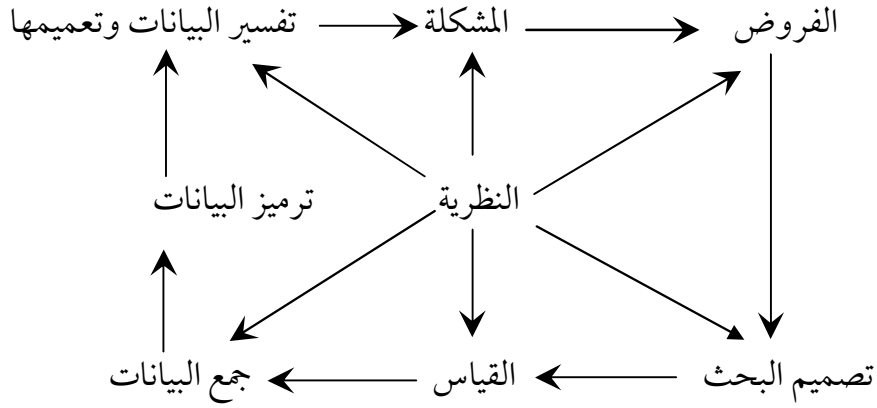 الفروض
المشكلة
تفسير البيانات وتعميمها
النظرية
ترميز البيانات
تصميم البحث
القياس
جمع البيانات